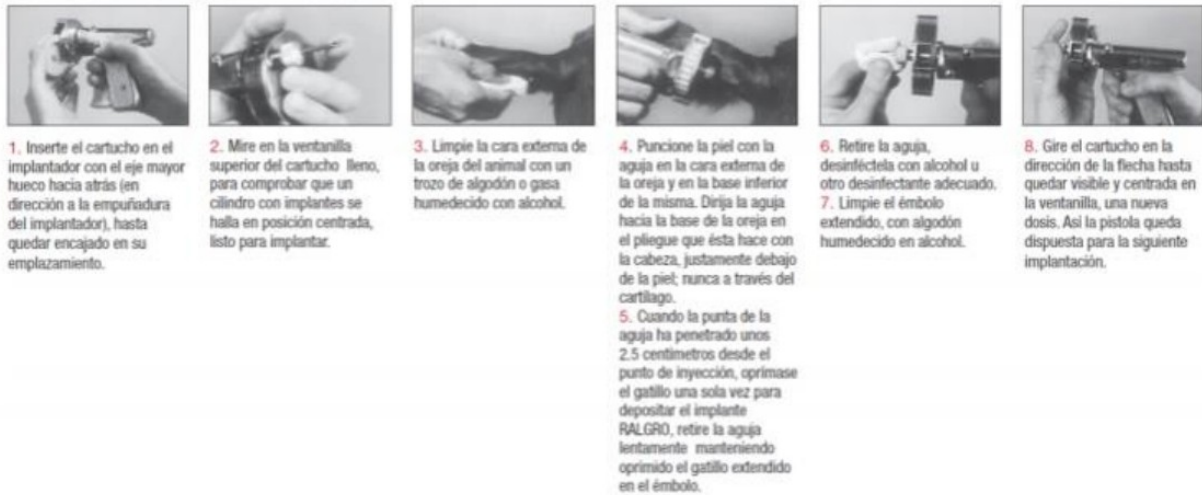 1. Inserte el cartucho en el
implantador con el eje mayor
hueco hacia atrás (en
dirección a la empuñadura
del implantador), hasta
quedar encajado en su
emplazamiento.
2. Mire en la ventanilla
superior del cartucho lleno,
para comprobar que un
cilindro con implantes se
halla en posición centrada,
listo para implantar.
3. Limpie la cara externa de
la oreja del animal con un
trozo de algodón o gasa
humedecido con alcohol.
4. Puncione la piel con la
aguja en la cara externa de
la oreja y en la base inferior
de la misma. Dirija la aguja
hacia la base de la oreja en
el pliegue que ésta hace con
la cabeza, justamente debajo
de la piel; nunca a través del
cartílago.
5. Cuando la punta de la
aguja ha penetrado unos
2.5 centímetros desde el
punto de inyección, oprímase
el gatillo una sola vez para
depositar el implante
RALGRO, retire la aguja
lentamente manteniendo
oprimido el gatillo extendido
en el émbolo.
6. Retire la aguja,
desinféctela con alcohol u
otro desinfectante adecuado.
7. Limpie el émbolo
extendido, con algodón
humedecido en alcohol.
8. Gire el cartucho en la
dirección de la flecha hasta
quedar visible y centrada en
la ventanilla, una nueva
dosis. Así la pistola queda
dispuesta para la siguiente
implantación.